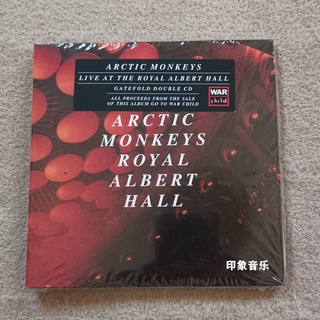 ARCTIC MONKEYS
LIVE AT THE ROYAL ALBERT HALL
GATEFOLD DOUBLE CD
ALL PROCEEDS FROM THE SALE
OF THIS ALBUM GO TO WAR CHILD
WAR
child
ARCTIC
MONKEYS
ROYAL
ALBERT
HALL
印象音乐